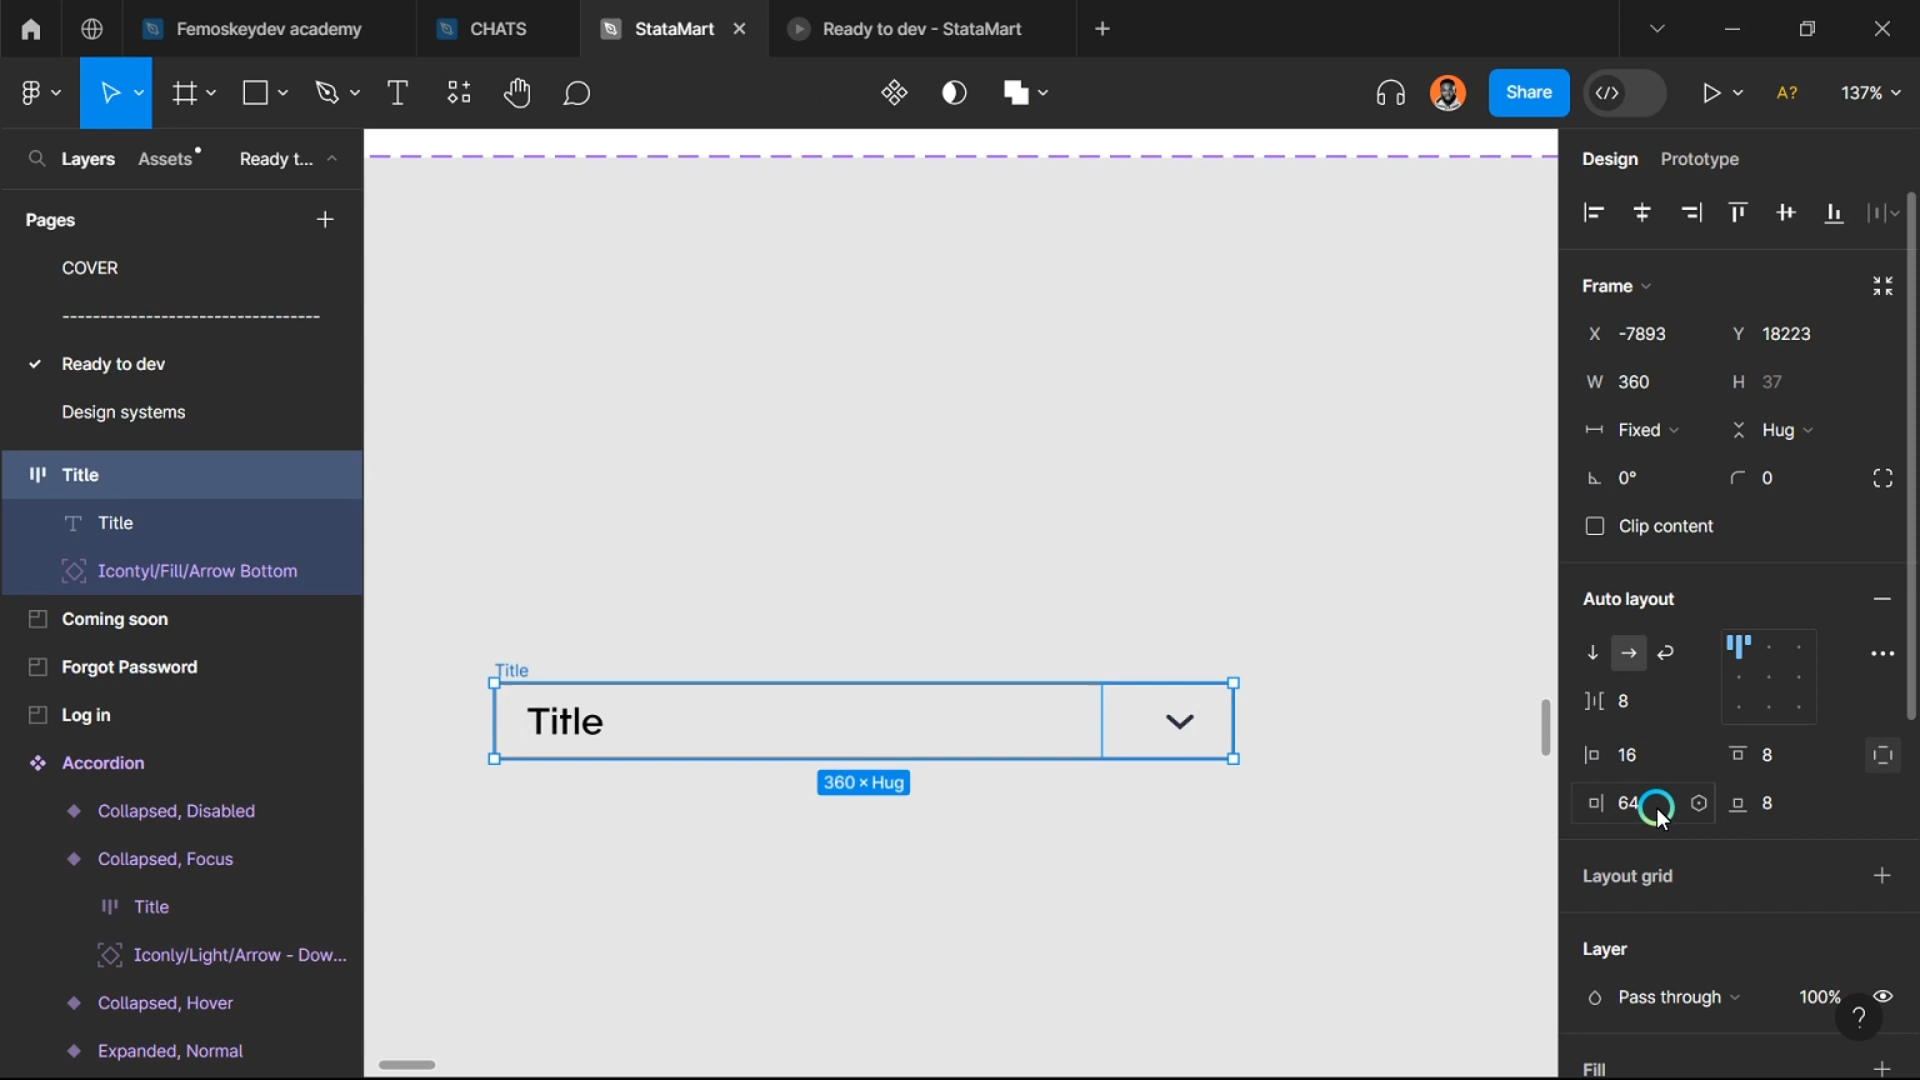 Femoskeydev academy
CHATS
StataMart
Ready to dev - StataMart
Share
A?
137%
Layers
Assets
Ready t...
Pages
COVER
---------------------------------
Ready to dev
Design systems
Title
Title
Icontyl/Fill/Arrow Bottom
Coming soon
Forgot Password
Log in
Accordion
Collapsed, Disabled
Collapsed, Focus
Title
Iconly/Light/Arrow - Dow...
Collapsed, Hover
Expanded, Normal
Title
Title
360 × Hug
Design
Prototype
Frame
X -7893
Y 18223
W 360
H 37
Fixed
Hug
0°
0
Clip content
Auto layout
8
16
8
64
8
Layout grid
Layer
Pass through
100%
?
Fill